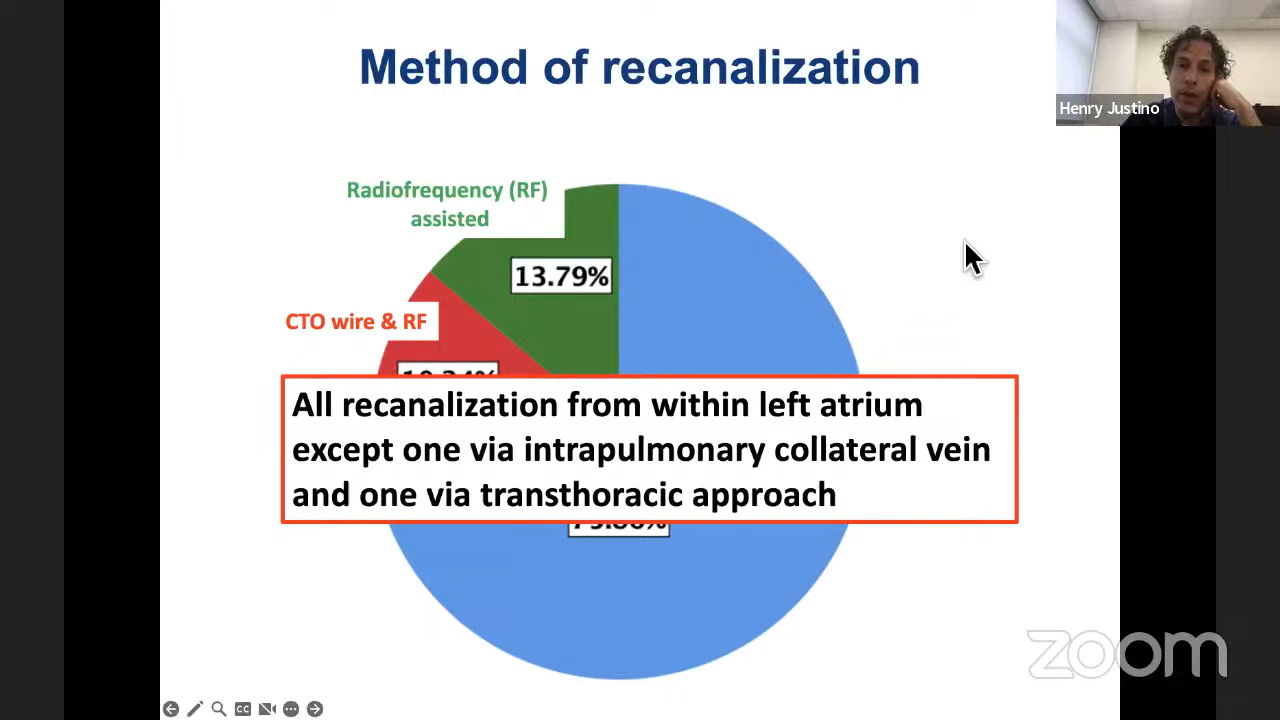 Method of recanalization
Henry Justino
Radiofrequency (RF)
assisted
13.79%
CTO wire & RF
All recanalization from within left atrium
except one via intrapulmonary collateral vein
and one via transthoracic approach
zoom